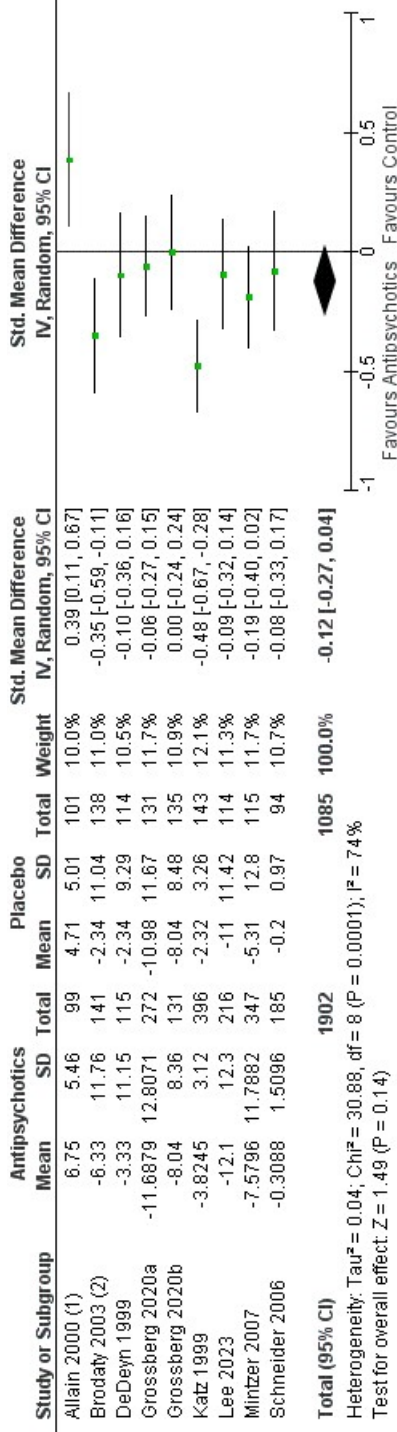 Antipsychotics Placebo Std. Mean Difference Std. Mean Difference
Study or Subgroup Mean SD Total Mean SD Total Weight IV, Random, 95% CI IV, Random, 95% CI
Allain 2000 (1) 6.75 5.46 99 4.71 5.01 101 10.0% 0.39 [0.11, 0.67]
Brodaty 2003 (2) -6.33 11.76 141 -2.34 11.04 138 11.0% -0.35 [-0.59, -0.11]
DeDeyn 1999 -3.33 11.15 115 -2.34 9.29 114 10.5% -0.10 [-0.36, 0.16]
Grossberg 2020a -11.6879 12.8071 272 -10.98 11.67 131 11.7% -0.06 [-0.27, 0.15]
Grossberg 2020b -8.04 8.36 131 -8.04 8.48 135 10.9% 0.00 [-0.24, 0.24]
Katz 1999 -3.8245 3.12 396 -2.32 3.26 143 12.1% -0.48 [-0.67, -0.28]
Lee 2023 -12.1 12.3 216 -11 11.42 114 11.3% -0.09 [-0.32, 0.14]
Mintzer 2007 -7.5796 11.7882 347 -5.31 12.8 115 11.7% -0.19 [-0.40, 0.02]
Schneider 2006 -0.3088 1.5096 185 -0.2 0.97 94 10.7% -0.08 [-0.33, 0.17]
Total (95% CI) 1902 1085 100.0% -0.12 [-0.27, 0.04]
Heterogeneity: Tau² = 0.04; Chi² = 30.88, df = 8 (P = 0.0001); I² = 74%
Test for overall effect: Z = 1.49 (P = 0.14)
-1 -0.5 0 0.5 1
Favours Antipsychotics Favours Control